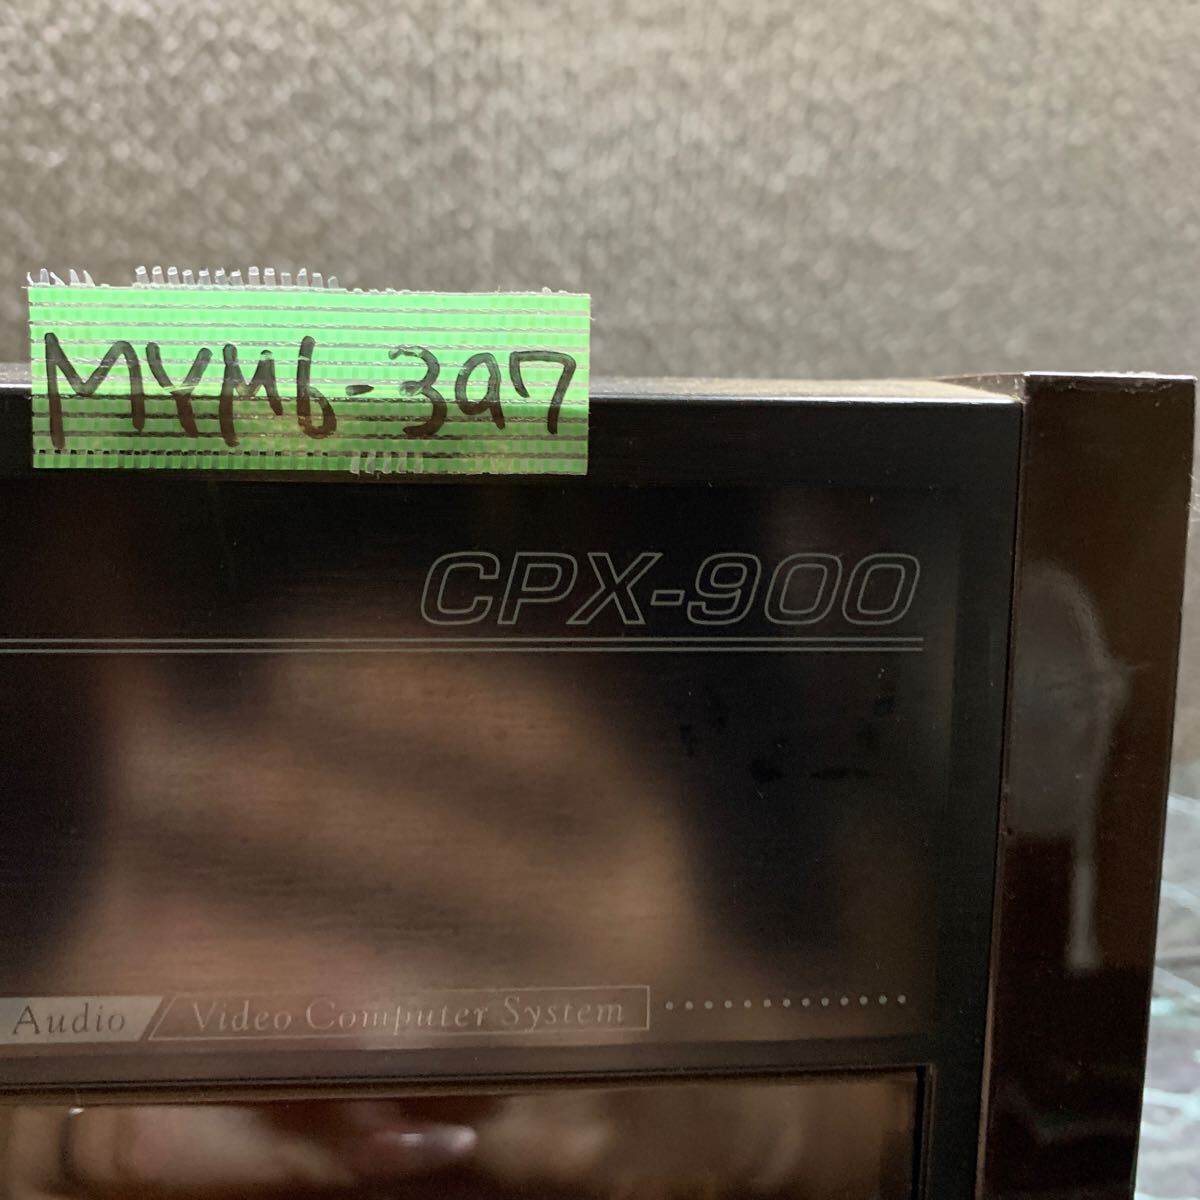 MYM6-397
CPX-900
Audio / Video Computer System